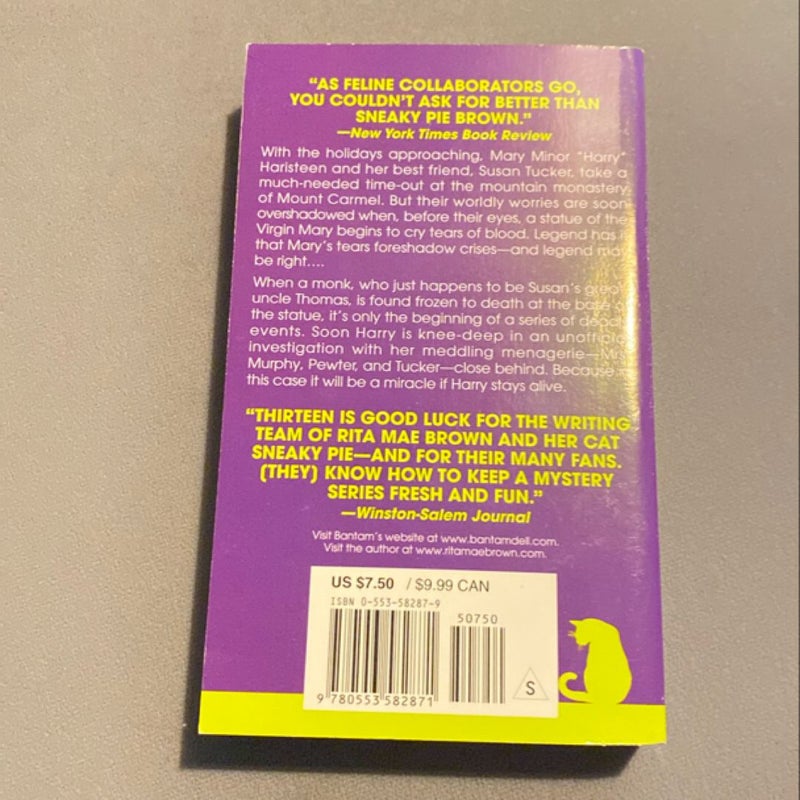 “AS FELINE COLLABORATORS GO,
YOU COULDN’T ASK FOR BETTER THAN
SNEAKY PIE BROWN.”
—New York Times Book Review
With the holidays approaching, Mary Minor “Harry”
Haristeen and her best friend, Susan Tucker, take a
much-needed time-out at the mountain monastery
of Mount Carmel. But their worldly worries are soon
overshadowed when, before their eyes, a statue of the
Virgin Mary begins to cry tears of blood. Legend has
that Mary’s tears foreshadow crises—and legend may
be right....
When a monk, who just happens to be Susan’s great-
uncle Thomas, is found frozen to death at the base
the statue, it’s only the beginning of a series of deadly
events. Soon Harry is knee-deep in an unofficial
investigation with her meddling menagerie—Mrs.
Murphy, Pewter, and Tucker—close behind. Because
this case it will be a miracle if Harry stays alive.
“THIRTEEN IS GOOD LUCK FOR THE WRITING
TEAM OF RITA MAE BROWN AND HER CAT
SNEAKY PIE—AND FOR THEIR MANY FANS.
(THEY) KNOW HOW TO KEEP A MYSTERY
SERIES FRESH AND FUN.”
—Winston-Salem Journal
Visit Bantam’s website at www.bantamdell.com.
Visit the author at www.ritamaebrown.com.
US $7.50 / $9.99 CAN
ISBN 0-553-58287-9
50750
S
9 780553 582871